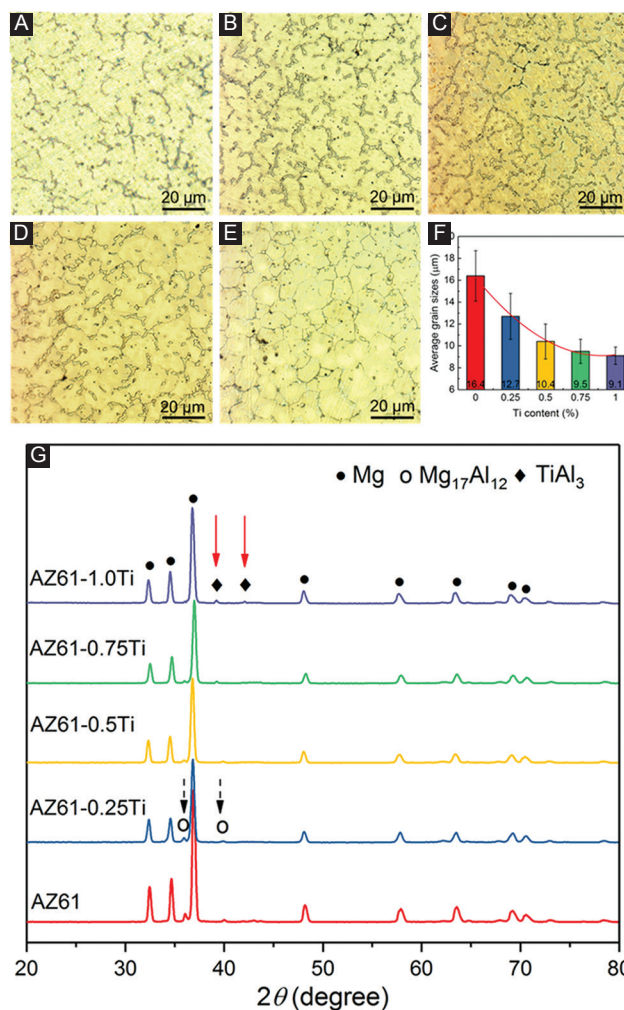 A
B
C
20 µm
20 µm
20 µm
D
E
F
20 µm
20 µm
Average grain sizes (µm)
20
18
16
14
12
10
8
6
16.4
12.7
10.4
9.5
9.1
0
0.25
0.5
0.75
1
Ti content (%)
G
● Mg o Mg₁₇Al₁₂ ◆ TiAl₃
AZ61-1.0Ti
AZ61-0.75Ti
AZ61-0.5Ti
AZ61-0.25Ti
AZ61
20 30 40 50 60 70 80
2θ (degree)